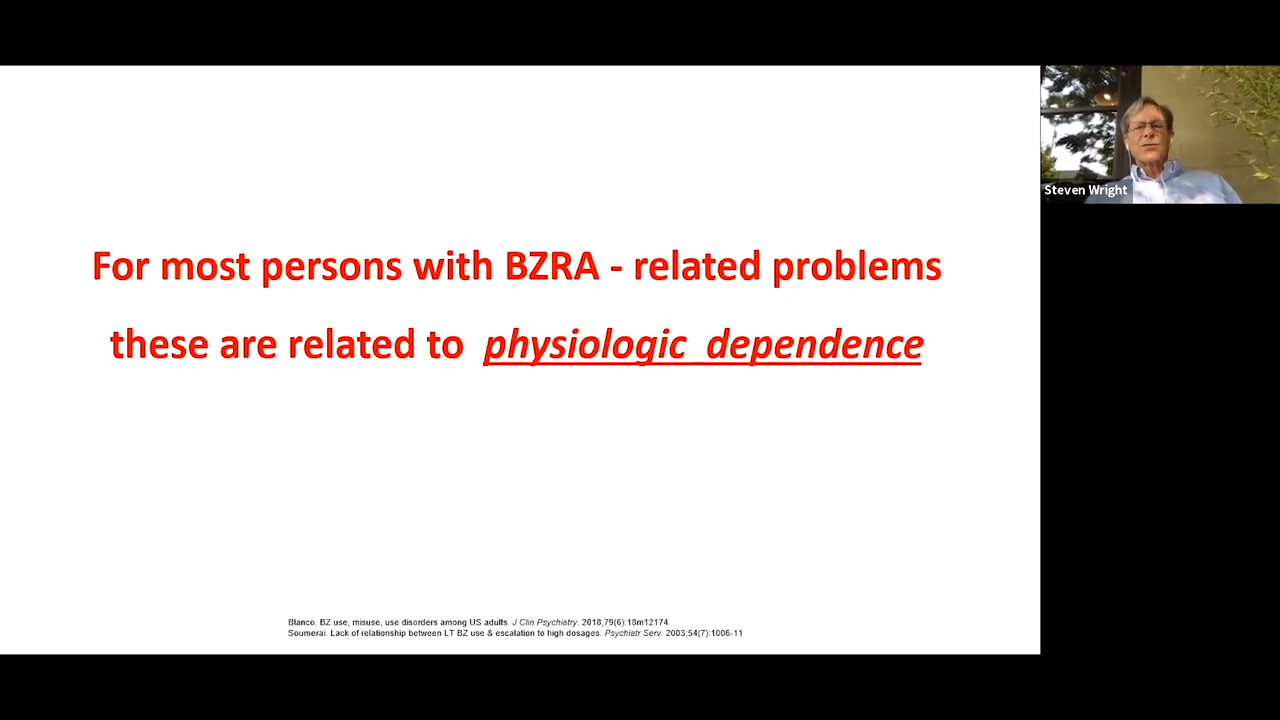 For most persons with BZRA - related problems
these are related to physiologic dependence
Blanco. BZ use, misuse, use disorders among US adults. J Clin Psychiatry. 2018;79(6):18m12174
Soumerai. Lack of relationship between LT BZ use & escalation to high dosages. Psychiatr Serv. 2003;54(7):1006-11
Steven Wright